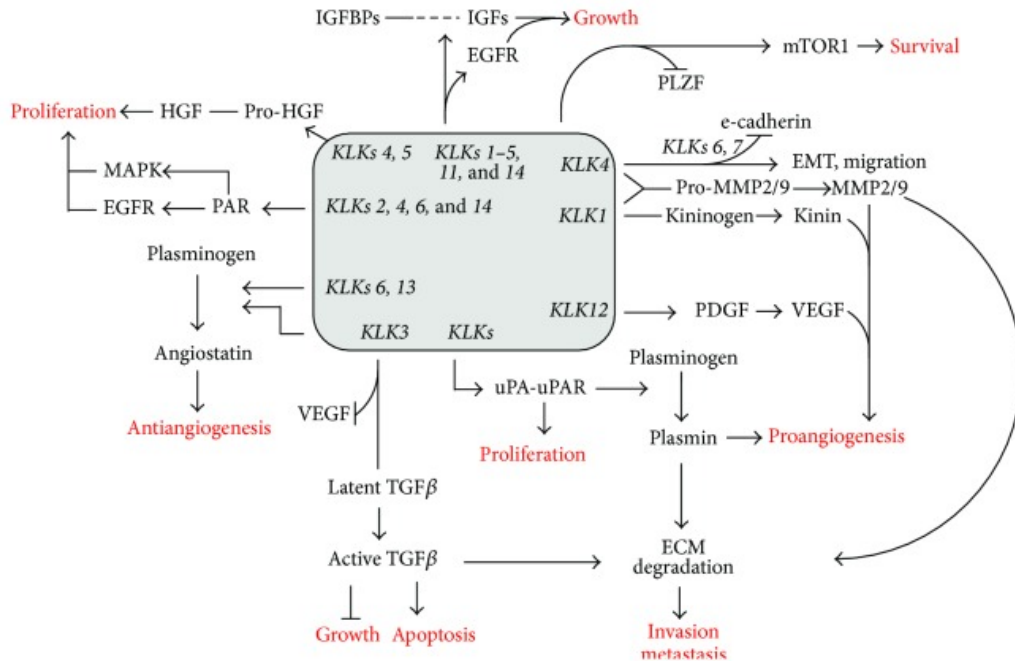 IGFBPs
IGFs
Growth
EGFR
mTOR1
Survival
PLZF
Proliferation
HGF
Pro-HGF
e-cadherin
KLKs 4, 5
KLKs 1–5,
11, and 14
KLK4
KLKs 6, 7
EMT, migration
MAPK
Pro-MMP2/9
MMP2/9
EGFR
PAR
KLKs 2, 4, 6, and 14
KLK1
Kininogen
Kinin
Plasminogen
KLKs 6, 13
KLK12
PDGF
VEGF
KLK3
KLKs
Angiostatin
Plasminogen
uPA-uPAR
VEGF
Antiangiogenesis
Proliferation
Plasmin
Proangiogenesis
Latent TGFβ
Active TGFβ
ECM
degradation
Growth
Apoptosis
Invasion
metastasis